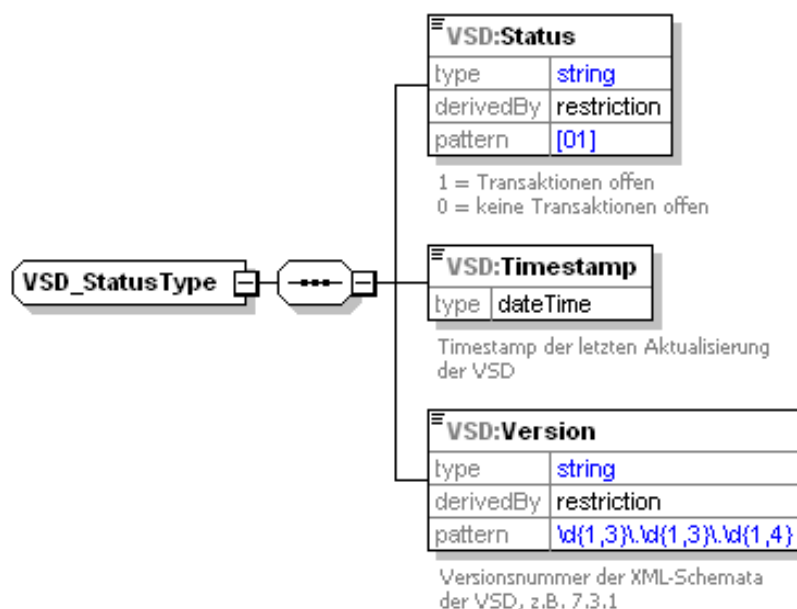 VSD:Status
type string
derivedBy restriction
pattern [01]
1 = Transaktionen offen
0 = keine Transaktionen offen
VSD_StatusType
VSD:Timestamp
type dateTime
Timestamp der letzten Aktualisierung
der VSD
VSD:Version
type string
derivedBy restriction
pattern \d{1,3}\.\d{1,3}\.\d{1,4}
Versionsnummer der XML-Schemata
der VSD, z.B. 7.3.1